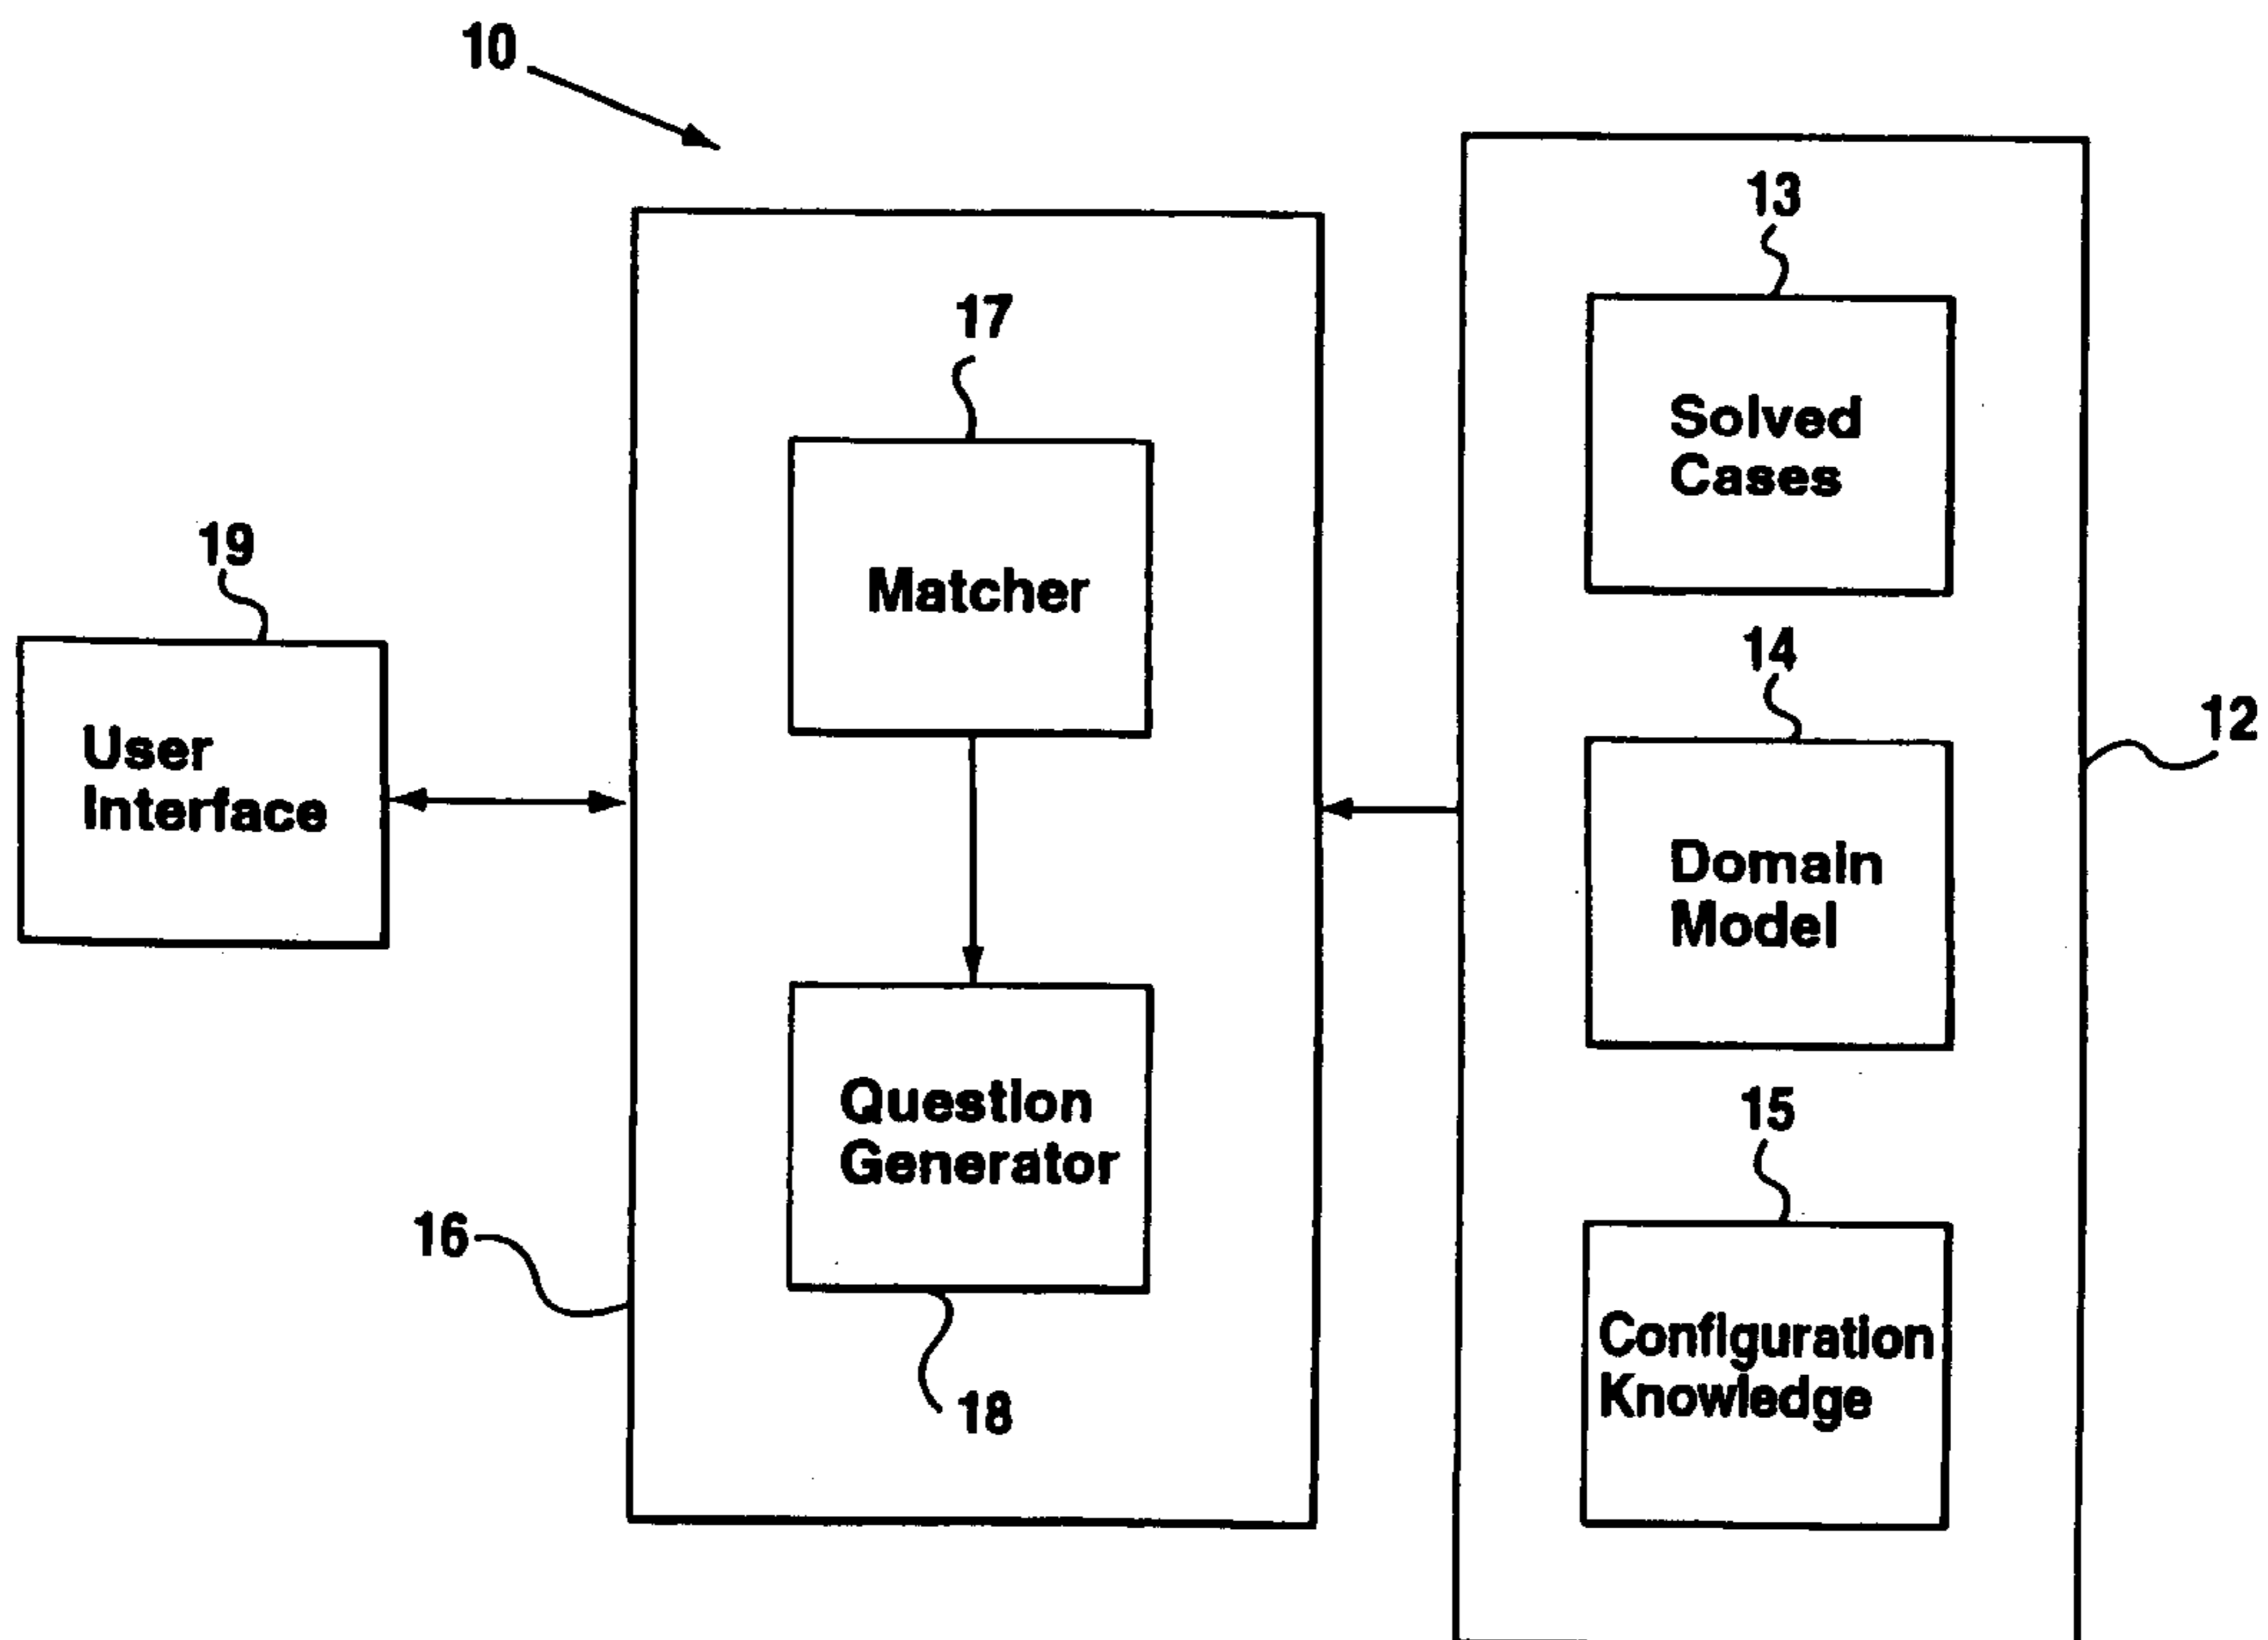 10
13
17
Solved
Cases
19
Matcher
14
12
User
Interface
Domain
Model
15
Question
Generator
16
Configuration
Knowledge
18